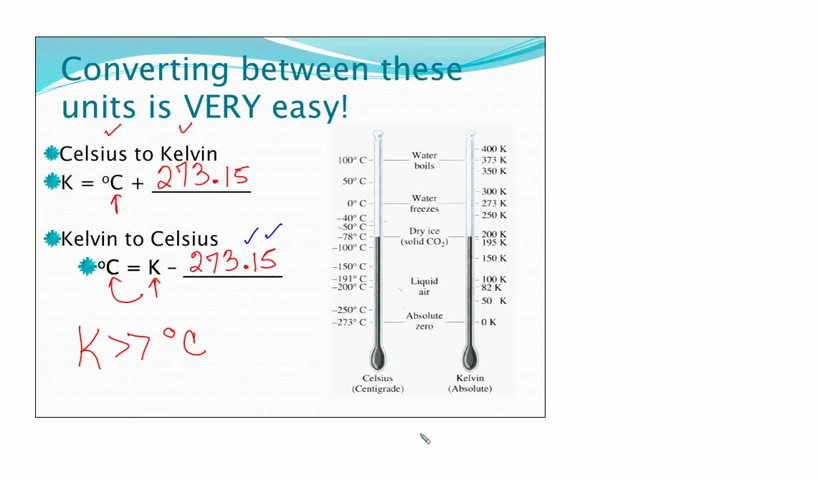 Converting between these
units is VERY easy!
Celsius to Kelvin
K = °C + 273.15
Kelvin to Celsius
°C = K – 273.15
K >> °C
100° C
50° C
0° C
–40° C
–50° C
–78° C
–100° C
–150° C
–191° C
–200° C
–250° C
–273° C
Water
boils
Water
freezes
Dry ice
(solid CO₂)
Liquid
air
Absolute
zero
400 K
373 K
350 K
300 K
273 K
250 K
200 K
195 K
150 K
100 K
82 K
50 K
0 K
Celsius
(Centigrade)
Kelvin
(Absolute)